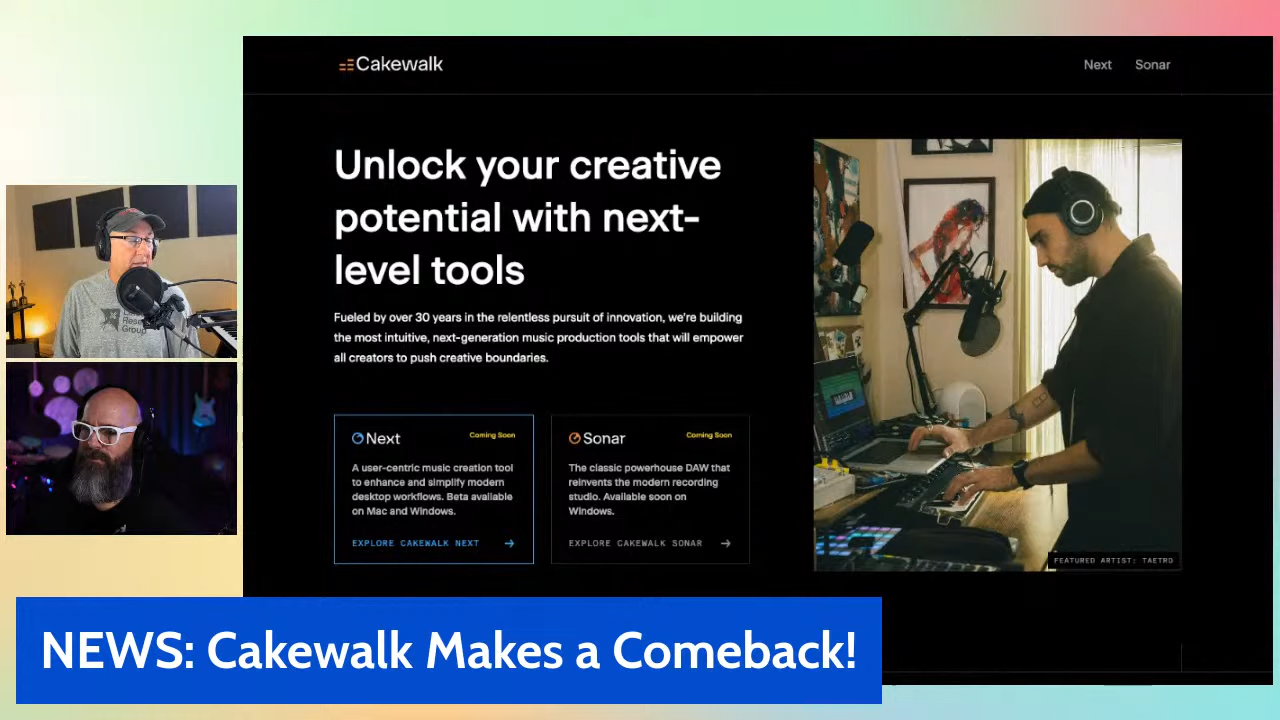 Cakewalk
Next Sonar
Unlock your creative
potential with next-
level tools
Fueled by over 30 years in the relentless pursuit of innovation, we're building
the most intuitive, next-generation music production tools that will empower
all creators to push creative boundaries.
Next Coming Soon
A user-centric music creation tool
to enhance and simplify modern
desktop workflows. Beta available
on Mac and Windows.
EXPLORE CAKEWALK NEXT →
Sonar Coming Soon
The classic powerhouse DAW that
reinvents the modern recording
studio. Available soon on
Windows.
EXPLORE CAKEWALK SONAR →
FEATURED ARTIST: TAETRO
Group
NEWS: Cakewalk Makes a Comeback!